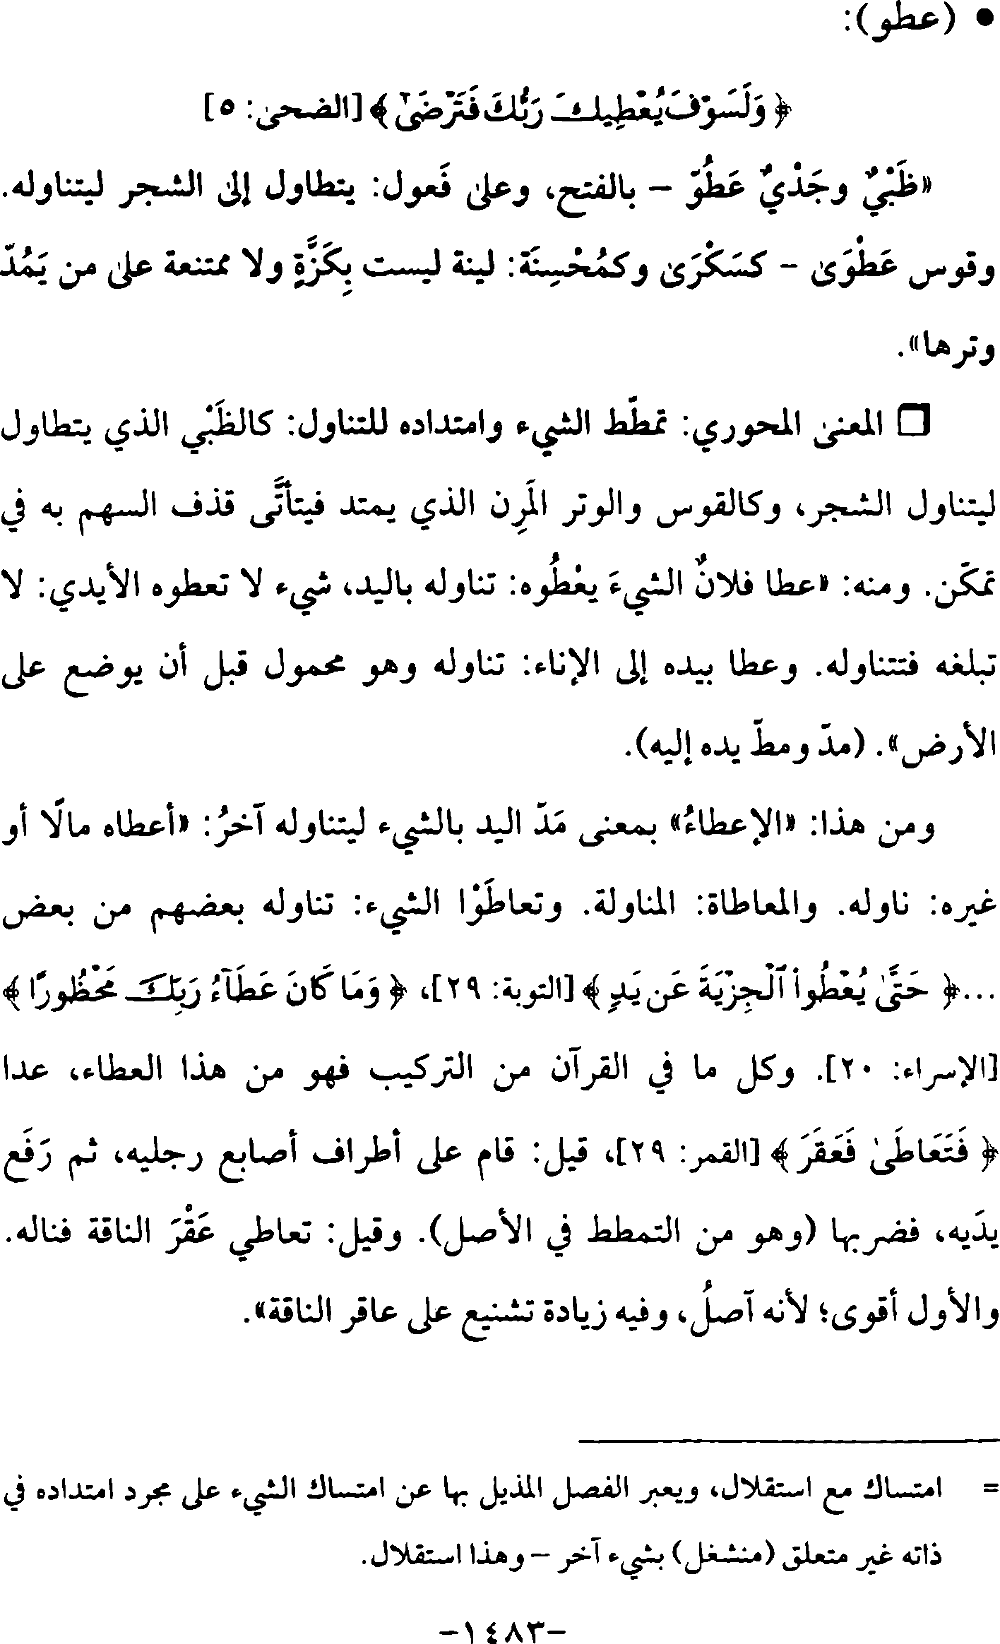 • (عطو):
﴿ وَلَسَوْفَ يُعْطِيكَ رَبُّكَ فَتَرْضَىٰٓ ﴾ [الضحى: ٥]
«ظَبْيٌ وجَدْيٌ عَطُوّ – بالفتح، وعلى فَعول: يتطاول إلى الشجر ليتناوله.
وقوس عَطْوَى – كسَكْرَى وكمُحْسِنَة: لينة ليست بِكَزَّةٍ ولا ممتنعة على من يَمُدّ
وترها».
❒ المعنى المحوري: تمطّط الشيء وامتداده للتناول: كالظَبْي الذي يتطاول
ليتناول الشجر، وكالقوس والوتر المَرِن الذي يمتد فيتأتَّى قذف السهم به في
تمكّن. ومنه: «عطا فلانٌ الشيءَ يعْطُوه: تناوله باليد، شيء لا تعطوه الأيدي: لا
تبلغه فتتناوله. وعطا بيده إلى الإناء: تناوله وهو محمول قبل أن يوضع على
الأرض». (مدّ ومطّ يده إليه).
ومن هذا: «الإعطاءُ» بمعنى مَدّ اليد بالشيء ليتناوله آخرُ: «أعطاه مالًا أو
غيره: ناوله. والمعاطاة: المناولة. وتعاطَوْا الشيء: تناوله بعضهم من بعض
...﴿ حَتَّىٰ يُعْطُوا۟ ٱلْجِزْيَةَ عَن يَدٍ ﴾ [التوبة: ٢٩]، ﴿ وَمَا كَانَ عَطَآءُ رَبِّكَ مَحْظُورًا ﴾
[الإسراء: ٢٠]. وكل ما في القرآن من التركيب فهو من هذا العطاء، عدا
﴿ فَتَعَاطَىٰ فَعَقَرَ ﴾ [القمر: ٢٩]، قيل: قام على أطراف أصابع رجليه، ثم رَفَع
يدَيه، فضربها (وهو من التمطط في الأصل). وقيل: تعاطي عَقْرَ الناقة فناله.
والأول أقوى؛ لأنه آصلُ، وفيه زيادة تشنيع على عاقر الناقة».
= امتساك مع استقلال، ويعبر الفصل المذيل بها عن امتساك الشيء على مجرد امتداده في
ذاته غير متعلق (منشغل) بشيء آخر – وهذا استقلال.
-١٤٨٣-